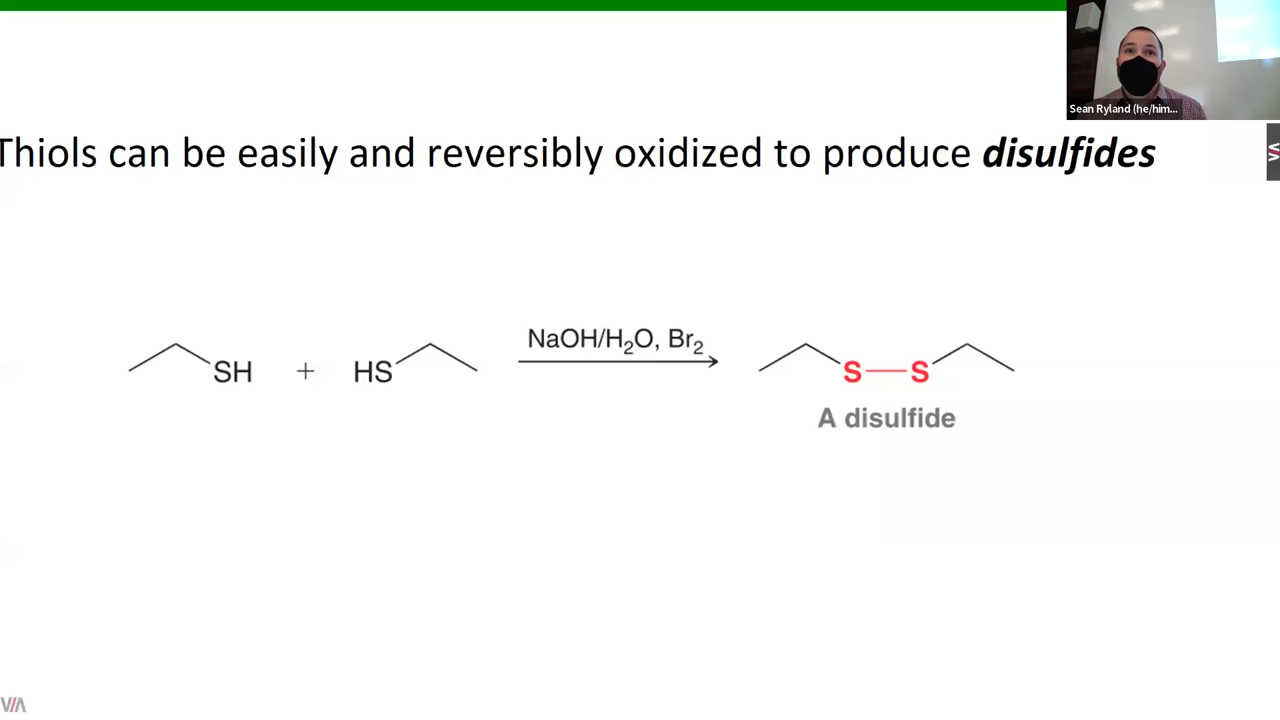 Sean Ryland (he/him...
Thiols can be easily and reversibly oxidized to produce disulfides
NaOH/H₂O, Br₂
SH + HS S S
A disulfide
VIA